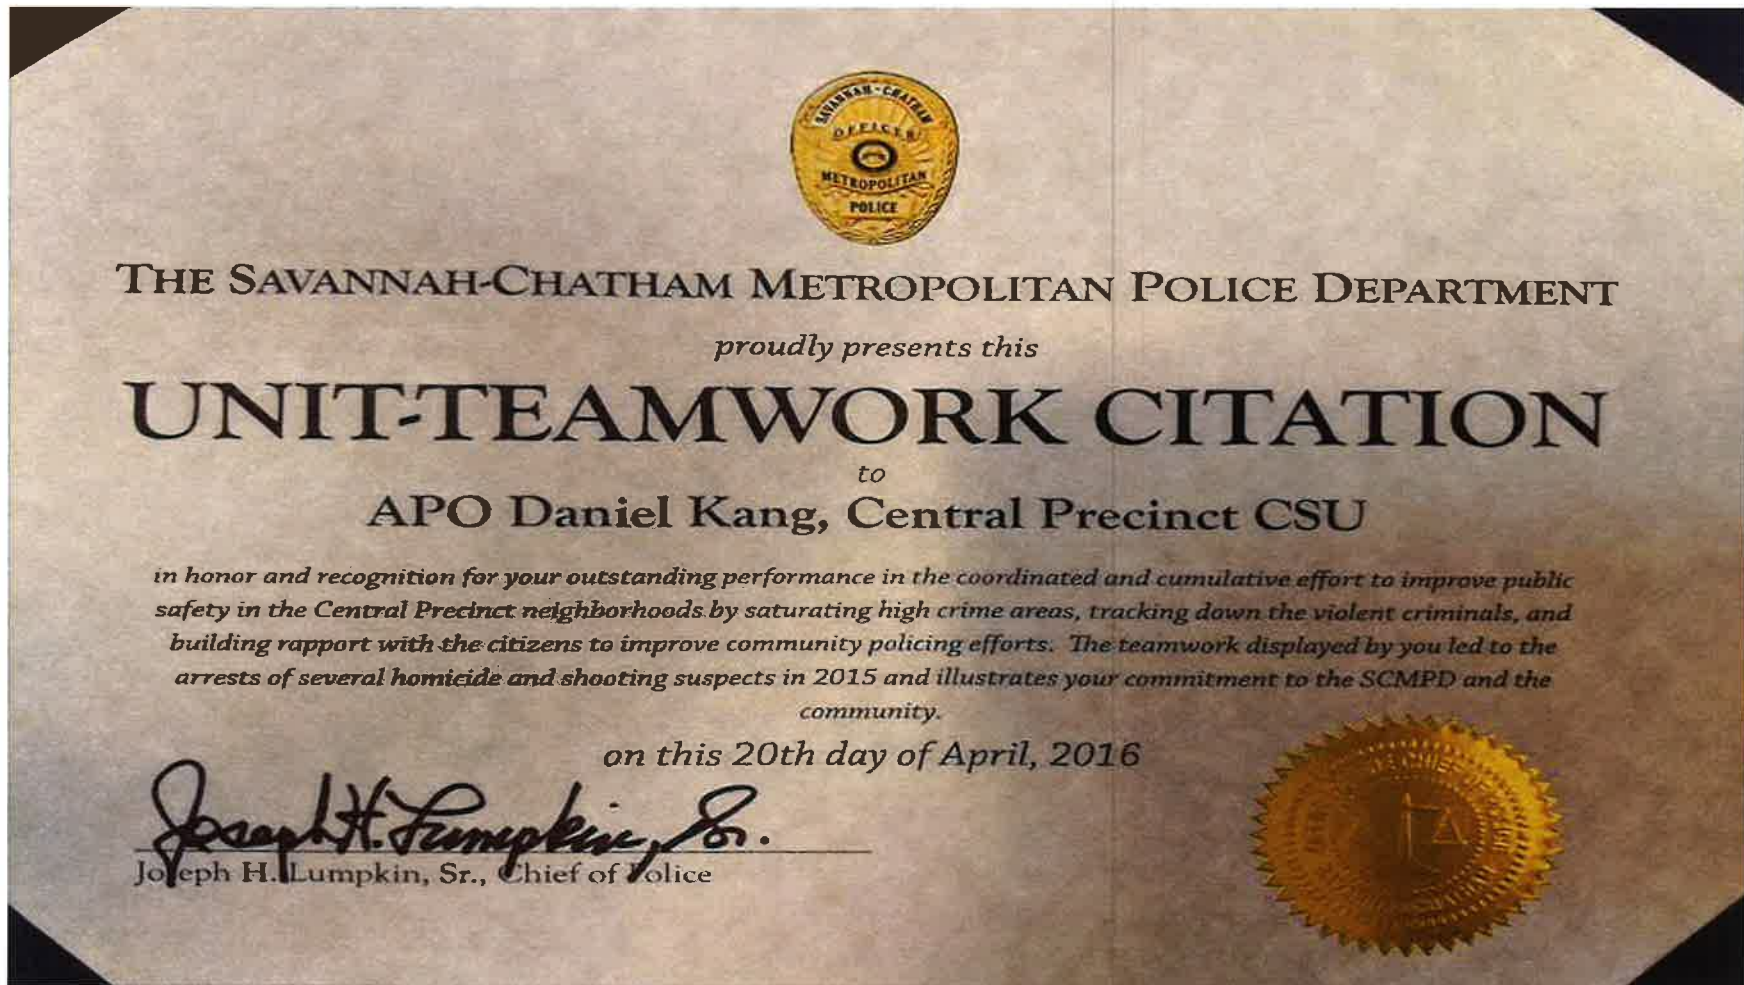 SAVANNAH-CHATHAM
OFFICER
METROPOLITAN
POLICE
THE SAVANNAH-CHATHAM METROPOLITAN POLICE DEPARTMENT
proudly presents this
UNIT-TEAMWORK CITATION
to
APO Daniel Kang, Central Precinct CSU
in honor and recognition for your outstanding performance in the coordinated and cumulative effort to improve public
safety in the Central Precinct neighborhoods by saturating high crime areas, tracking down the violent criminals, and
building rapport with the citizens to improve community policing efforts. The teamwork displayed by you led to the
arrests of several homicide and shooting suspects in 2015 and illustrates your commitment to the SCMPD and the
community.
on this 20th day of April, 2016
Joseph H. Lumpkin, Sr.
Joseph H. Lumpkin, Sr., Chief of Police